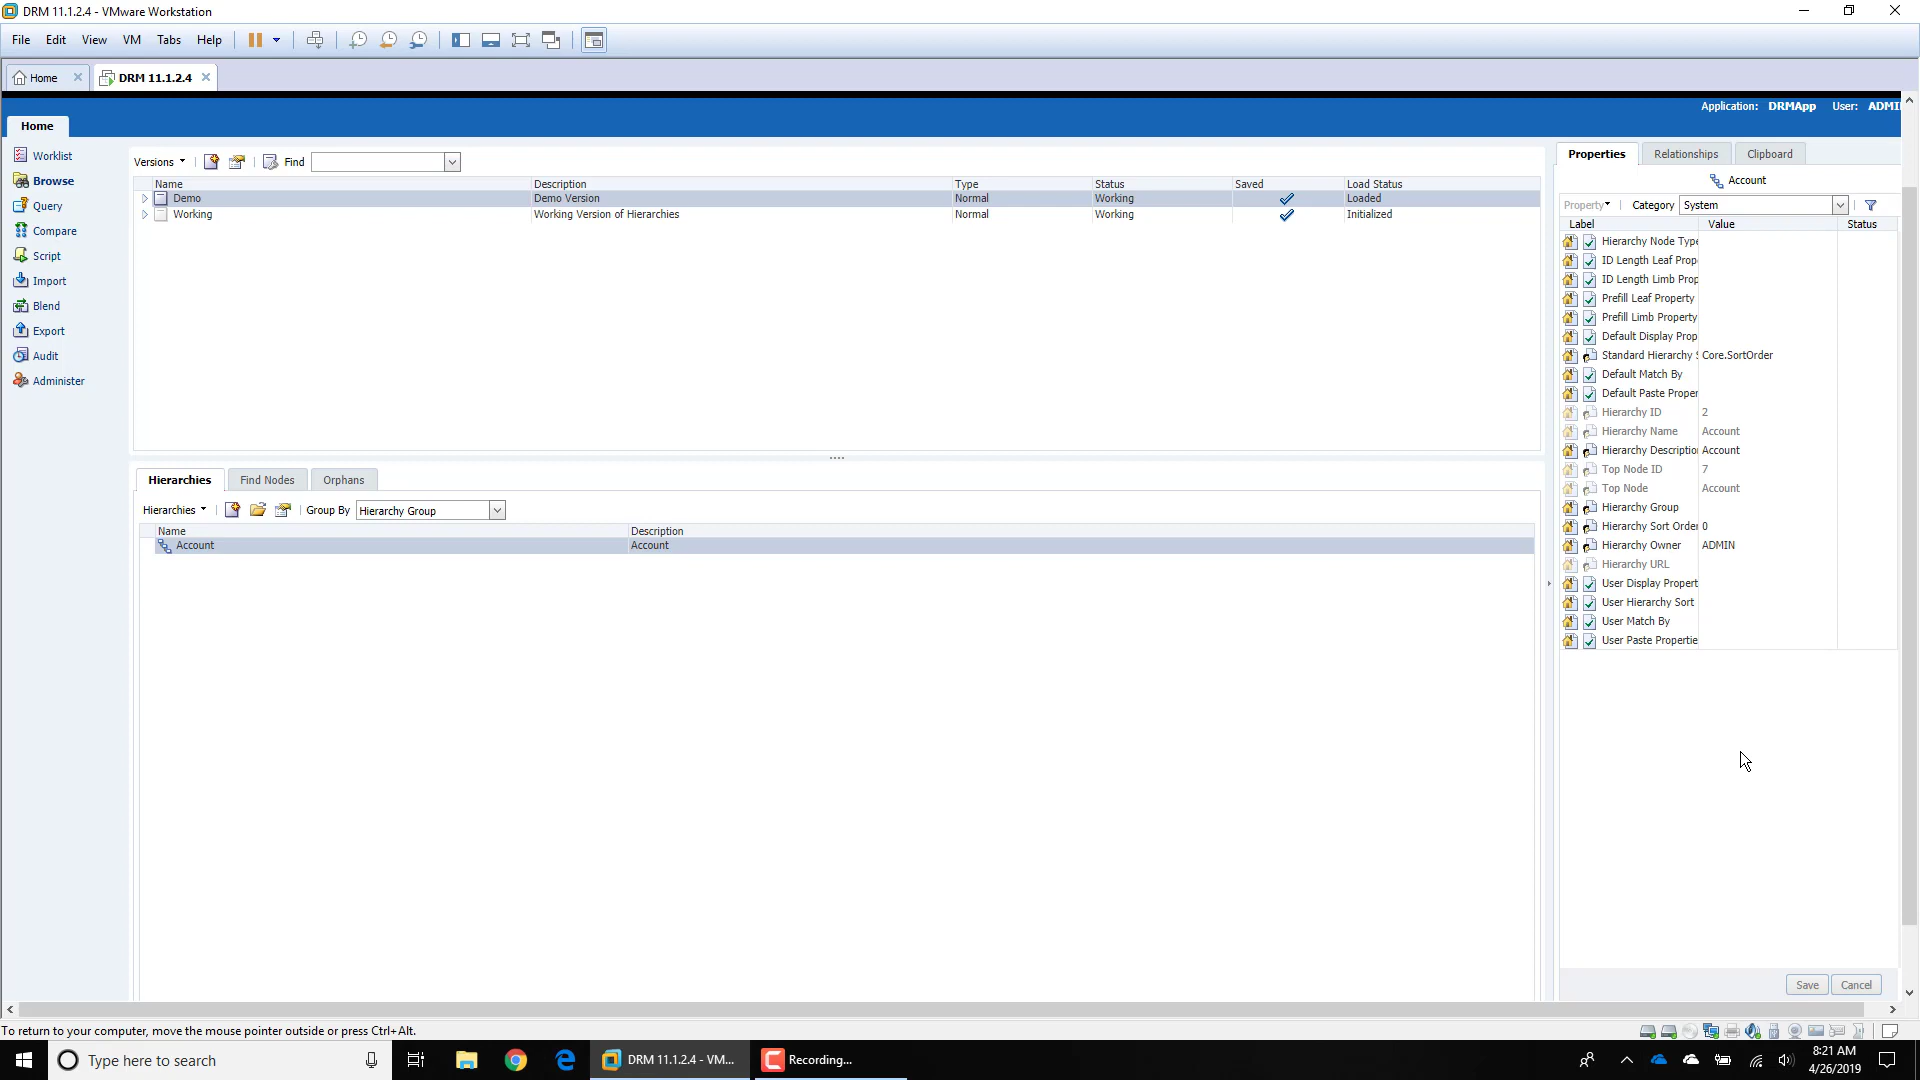 DRM 11.1.2.4 - VMware Workstation
File Edit View VM Tabs Help
Home DRM 11.1.2.4
Application: DRMApp User: ADMI
Home
Worklist
Browse
Query
Compare
Script
Import
Blend
Export
Audit
Administer
Versions Find
Name Description Type Status Saved Load Status
Demo Demo Version Normal Working Loaded
Working Working Version of Hierarchies Normal Working Initialized
Hierarchies Find Nodes Orphans
Hierarchies Group By Hierarchy Group
Name Description
Account Account
Properties Relationships Clipboard
Account
Property Category System
Label Value Status
Hierarchy Node Type
ID Length Leaf Prop
ID Length Limb Prop
Prefill Leaf Property
Prefill Limb Property
Default Display Prop
Standard Hierarchy S Core.SortOrder
Default Match By
Default Paste Proper
Hierarchy ID 2
Hierarchy Name Account
Hierarchy Description Account
Top Node ID 7
Top Node Account
Hierarchy Group
Hierarchy Sort Order 0
Hierarchy Owner ADMIN
Hierarchy URL
User Display Propert
User Hierarchy Sort
User Match By
User Paste Propertie
Save Cancel
To return to your computer, move the mouse pointer outside or press Ctrl+Alt.
Type here to search
DRM 11.1.2.4 - VM...
Recording...
8:21 AM
4/26/2019